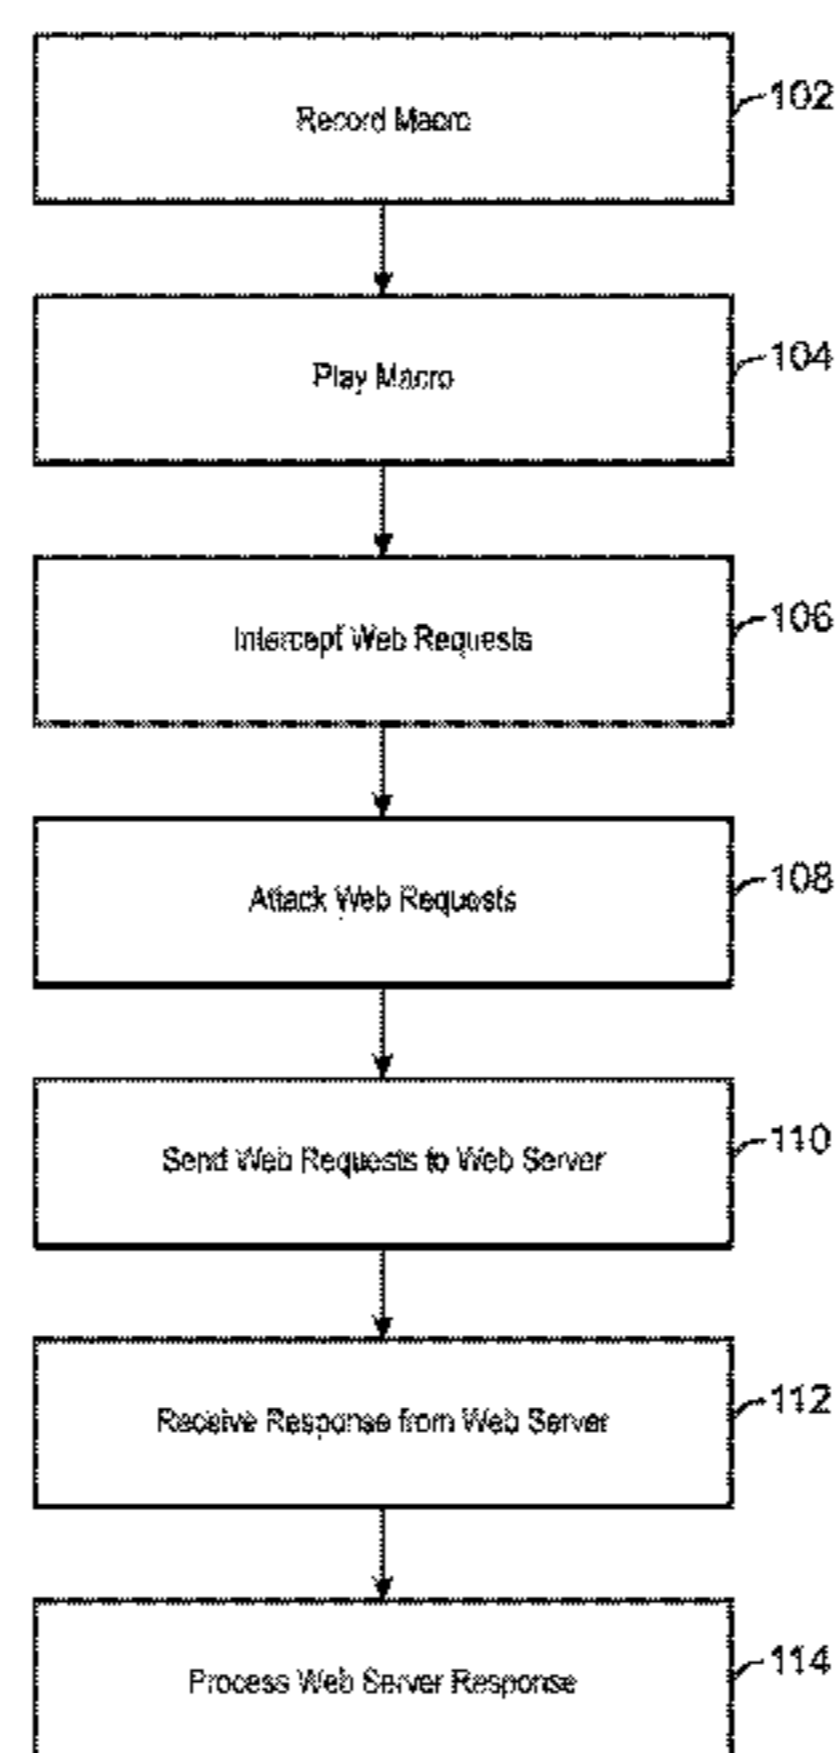 Record Macro
102
Play Macro
104
Intercept Web Requests
106
Attack Web Requests
108
Send Web Requests to Web Server
110
Receive Response from Web Server
112
Process Web Server Response
114